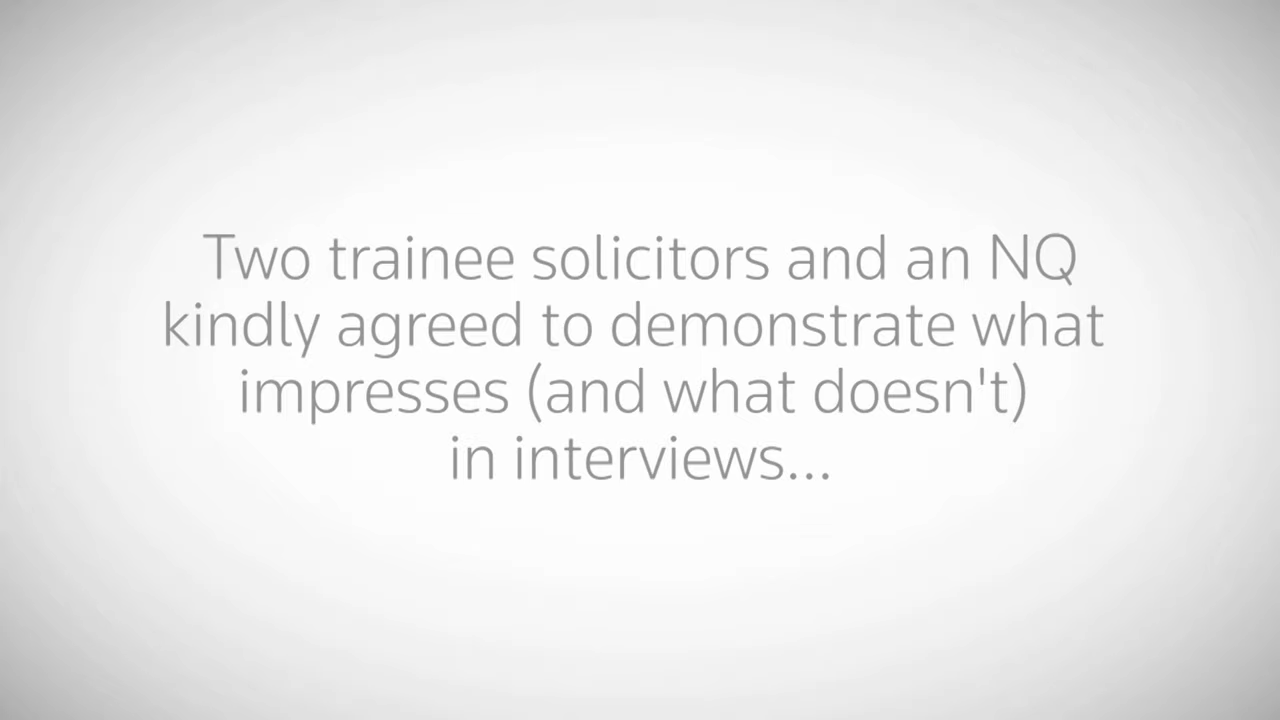 Two trainee solicitors and an NQ
kindly agreed to demonstrate what
impresses (and what doesn't)
in interviews...